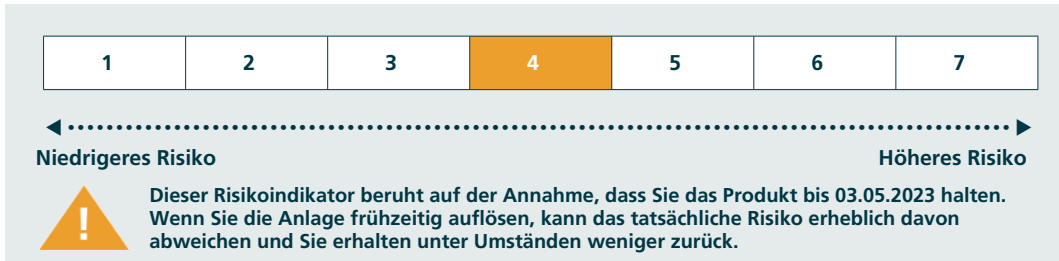 1 2 3 4 5 6 7
Niedrigeres Risiko Höheres Risiko
Dieser Risikoindikator beruht auf der Annahme, dass Sie das Produkt bis 03.05.2023 halten.
Wenn Sie die Anlage frühzeitig auflösen, kann das tatsächliche Risiko erheblich davon
abweichen und Sie erhalten unter Umständen weniger zurück.